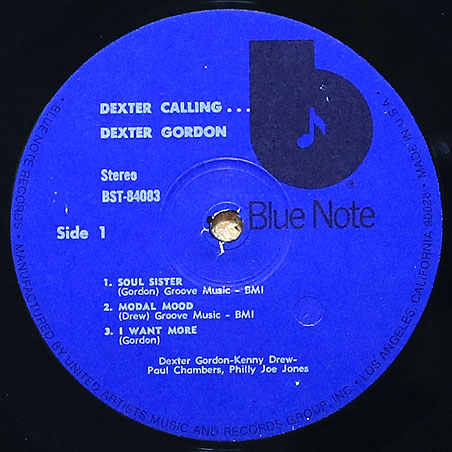 DEXTER CALLING...
DEXTER GORDON
Stereo
BST-84083
Blue Note
Side 1
1. SOUL SISTER
(Gordon) Groove Music - BMI
2. MODAL MOOD
(Drew) Groove Music - BMI
3. I WANT MORE
(Gordon)
Dexter Gordon-Kenny Drew-
Paul Chambers, Philly Joe Jones
• BLUE NOTE RECORDS • MANUFACTURED BY UNITED ARTISTS MUSIC AND RECORDS GROUP, INC. • LOS ANGELES, CALIFORNIA 90028 • MADE IN U.S.A.